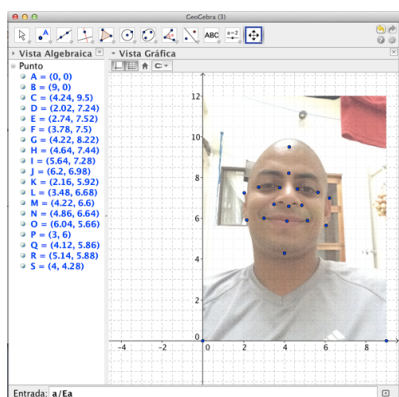 GeoGebra (3)
ABC
a=2
Vista Algebraica
Vista Gráfica
Punto
A = (0, 0)
B = (9, 0)
C = (4.24, 9.5)
D = (2.02, 7.24)
E = (2.74, 7.52)
F = (3.78, 7.5)
G = (4.22, 8.22)
H = (4.64, 7.44)
I = (5.64, 7.28)
J = (6.2, 6.98)
K = (2.16, 5.92)
L = (3.48, 6.68)
M = (4.22, 6.6)
N = (4.86, 6.64)
O = (6.04, 5.66)
P = (3, 6)
Q = (4.12, 5.86)
R = (5.14, 5.88)
S = (4, 4.28)
12
10
8
6
4
2
0
-4 -2 0 2 4 6 8
Entrada: a/Ea